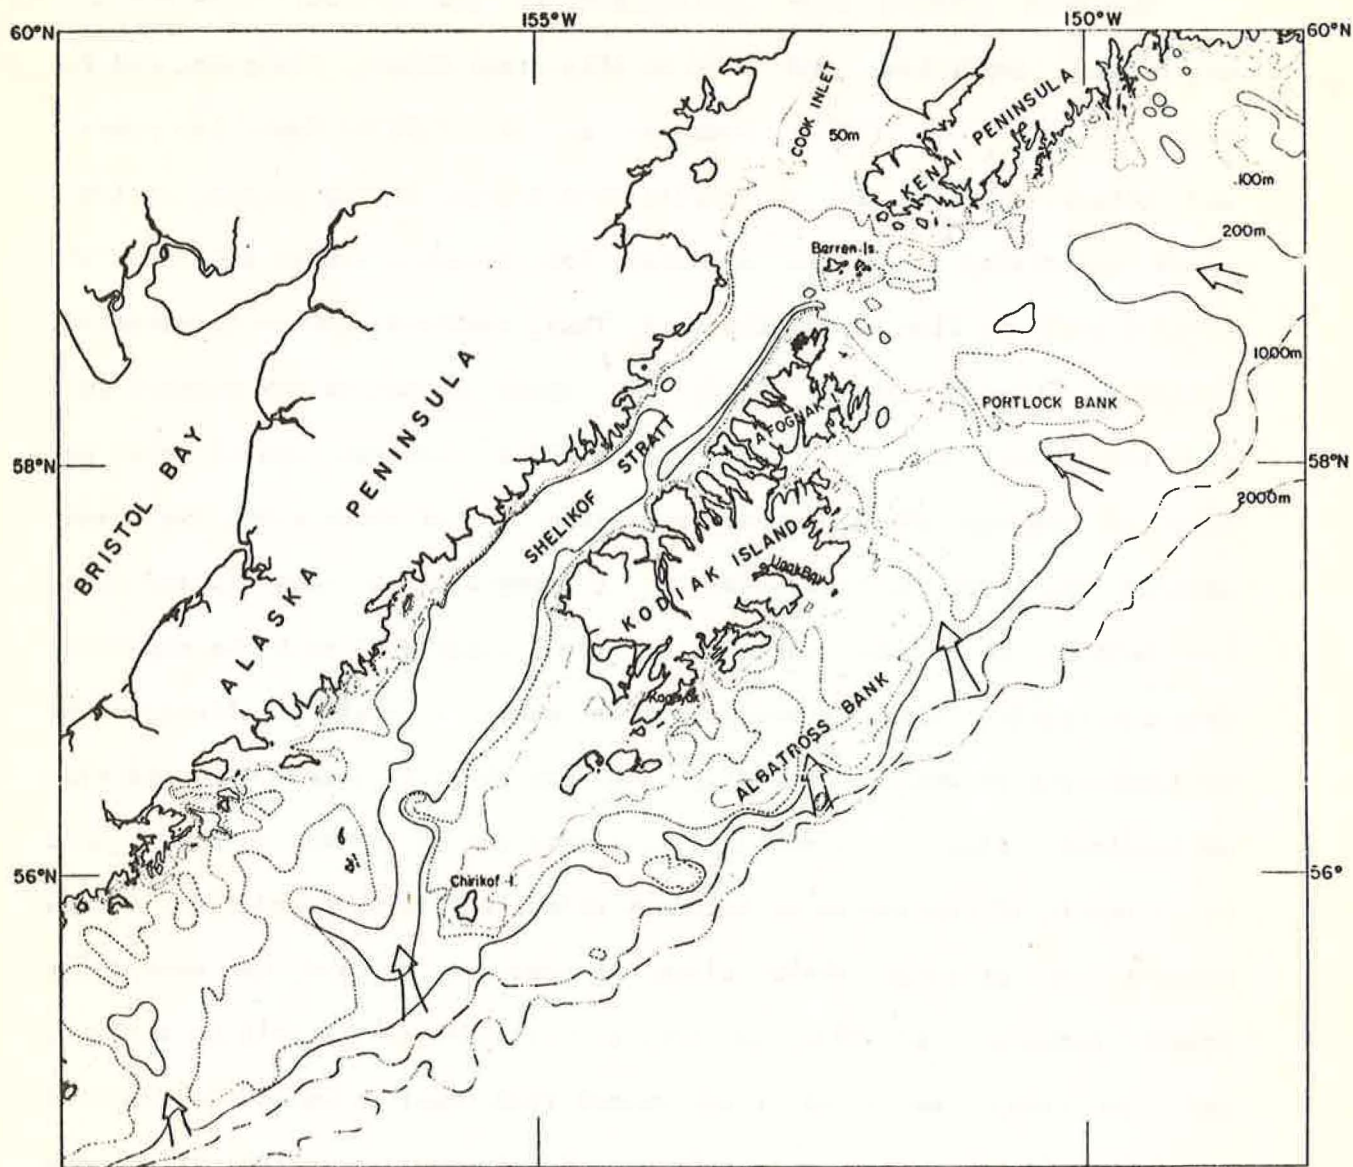 155°W
150°W
60°N
60°N
COOK INLET
50m
KENAI PENINSULA
100m
200m
Barren Is.
1000m
PORTLOCK BANK
AFOGNAK I.
58°N
58°N
2000m
BRISTOL BAY
ALASKA PENINSULA
SHELIKOF STRAIT
KODIAK ISLAND
Ugak Bay
ALBATROSS BANK
56°N
56°
Chirikof I.